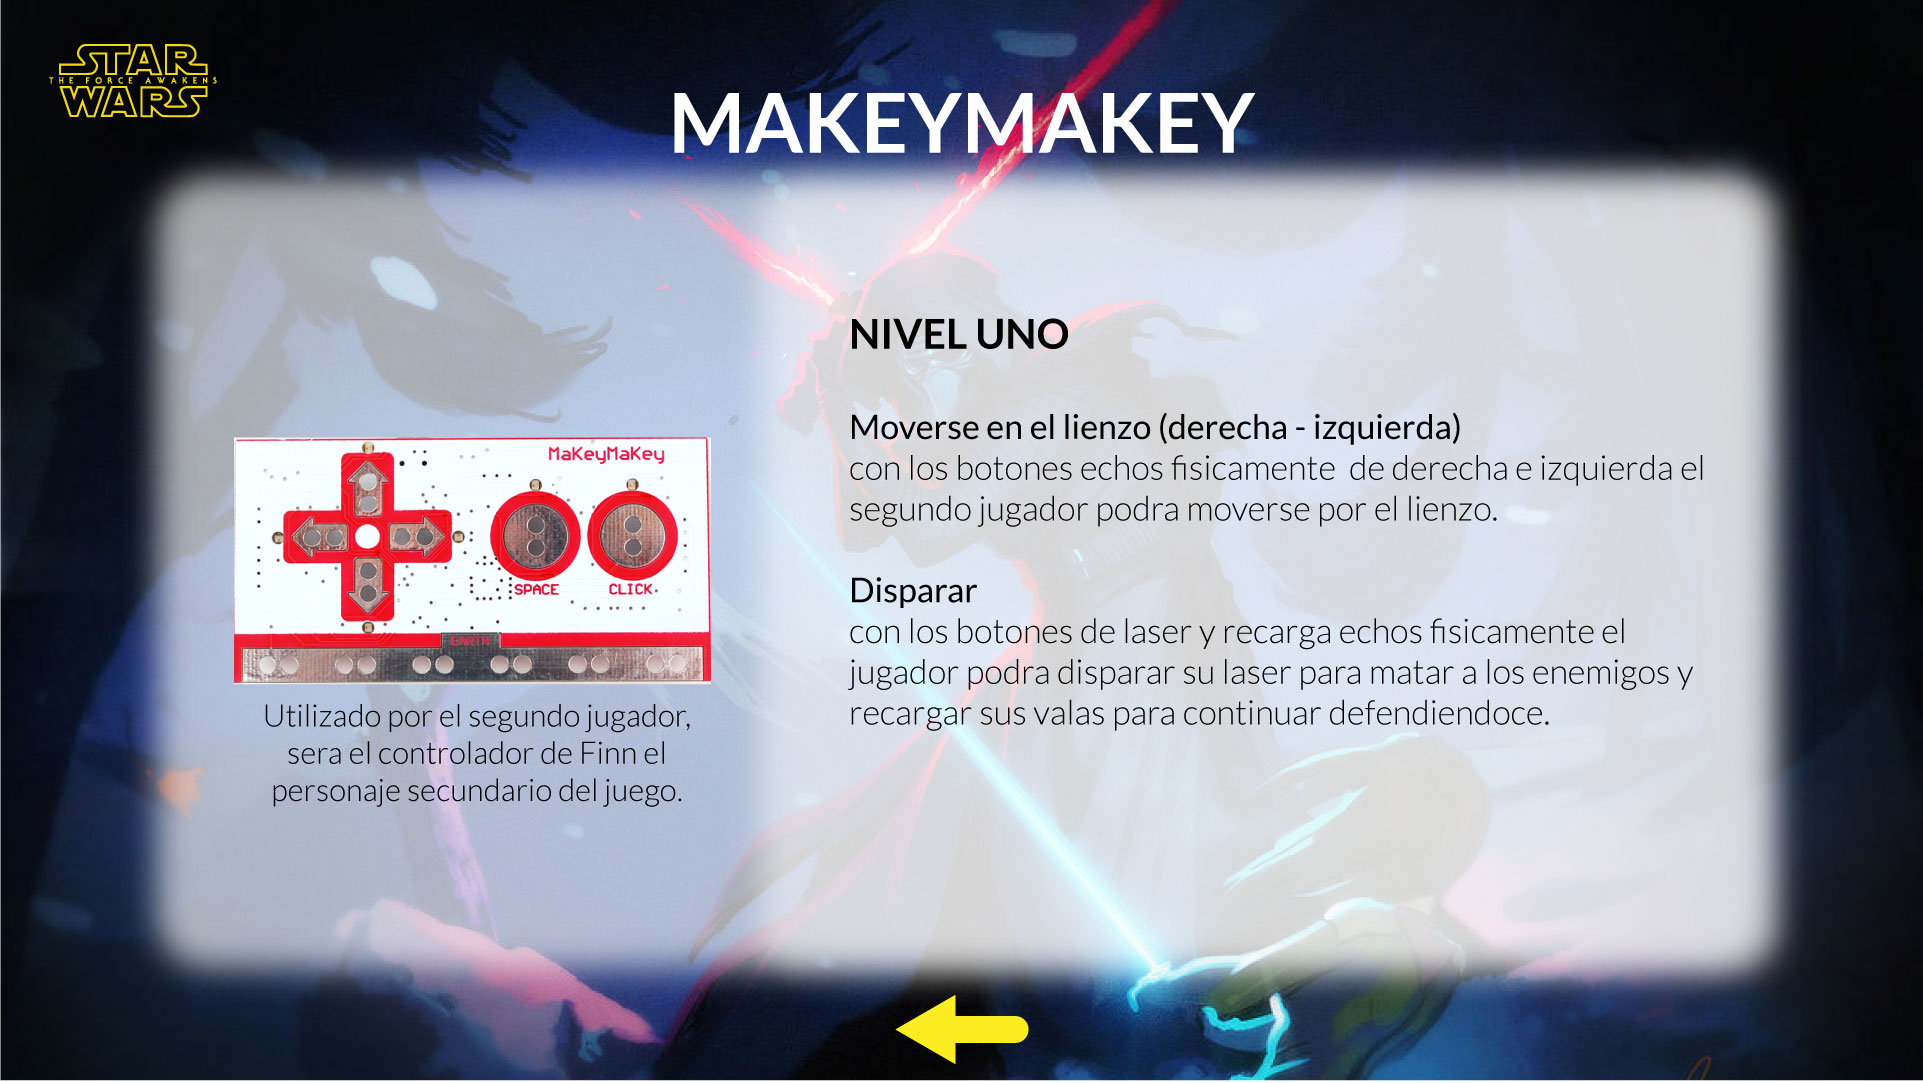 STAR
THE FORCE AWAKENS
WARS
MAKEYMAKEY
NIVEL UNO
Moverse en el lienzo (derecha - izquierda)
con los botones echos fisicamente  de derecha e izquierda el
segundo jugador podra moverse por el lienzo.
Disparar
con los botones de laser y recarga echos fisicamente el
jugador podra disparar su laser para matar a los enemigos y
recargar sus valas para continuar defendiendoce.
MaKeyMaKey
SPACE
CLICK
EARTH
Utilizado por el segundo jugador,
sera el controlador de Finn el
personaje secundario del juego.